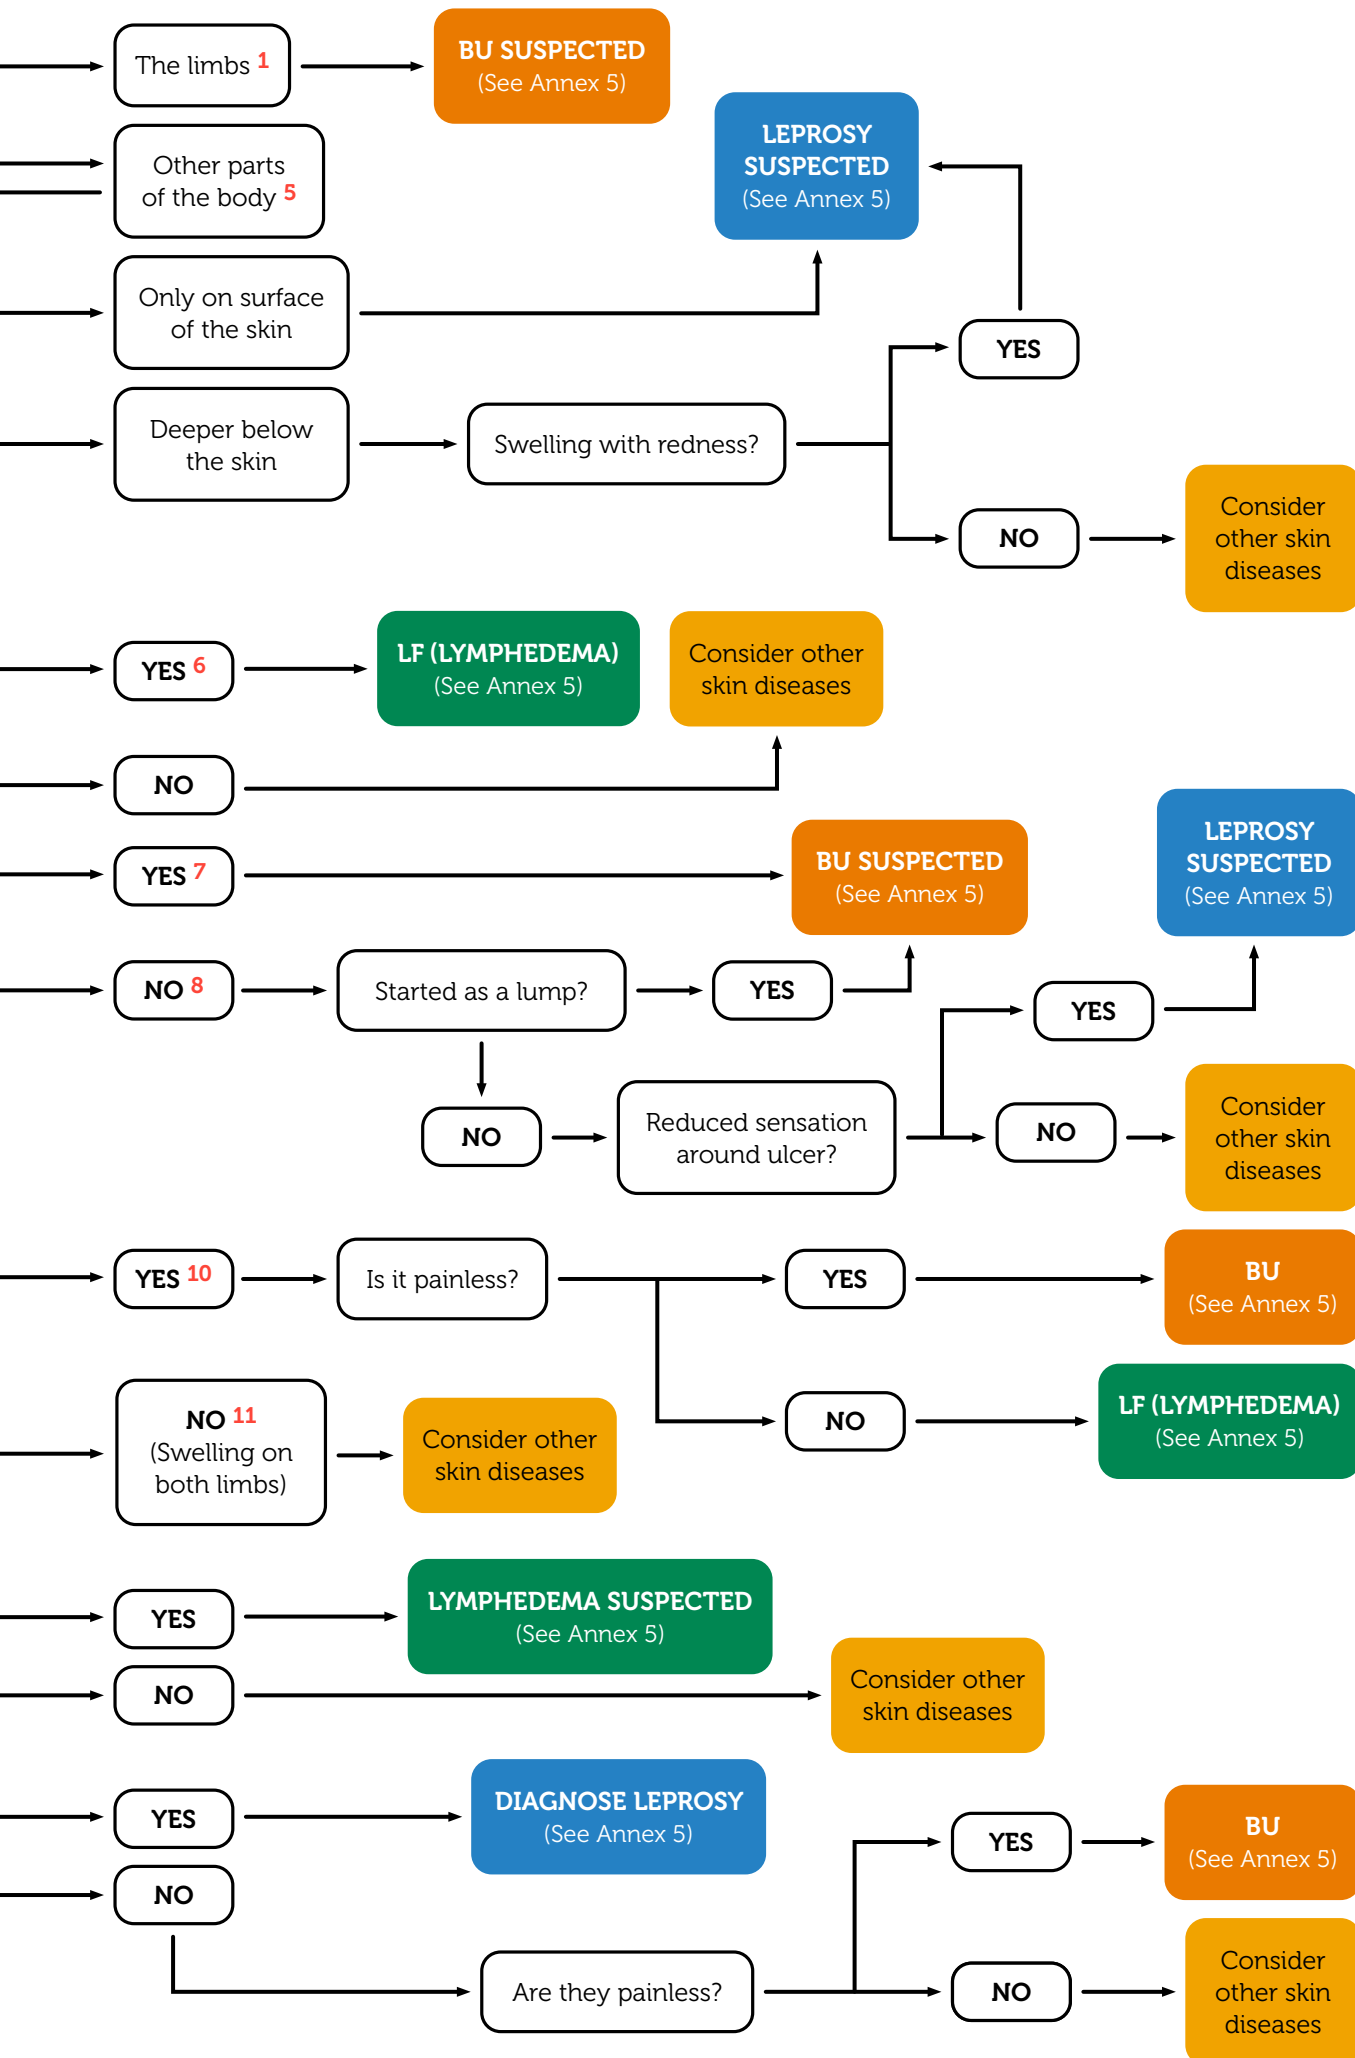 The limbs 1
BU SUSPECTED
(See Annex 5)
Other parts
of the body 5
LEPROSY
SUSPECTED
(See Annex 5)
Only on surface
of the skin
YES
Deeper below
the skin
Swelling with redness?
NO
Consider
other skin
diseases
YES 6
LF (LYMPHEDEMA)
(See Annex 5)
Consider other
skin diseases
NO
YES 7
BU SUSPECTED
(See Annex 5)
LEPROSY
SUSPECTED
(See Annex 5)
NO 8
Started as a lump?
YES
YES
NO
Reduced sensation
around ulcer?
NO
Consider
other skin
diseases
YES 10
Is it painless?
YES
BU
(See Annex 5)
NO
LF (LYMPHEDEMA)
(See Annex 5)
NO 11
(Swelling on
both limbs)
Consider other
skin diseases
YES
LYMPHEDEMA SUSPECTED
(See Annex 5)
NO
Consider other
skin diseases
YES
DIAGNOSE LEPROSY
(See Annex 5)
YES
BU
(See Annex 5)
NO
Are they painless?
NO
Consider
other skin
diseases